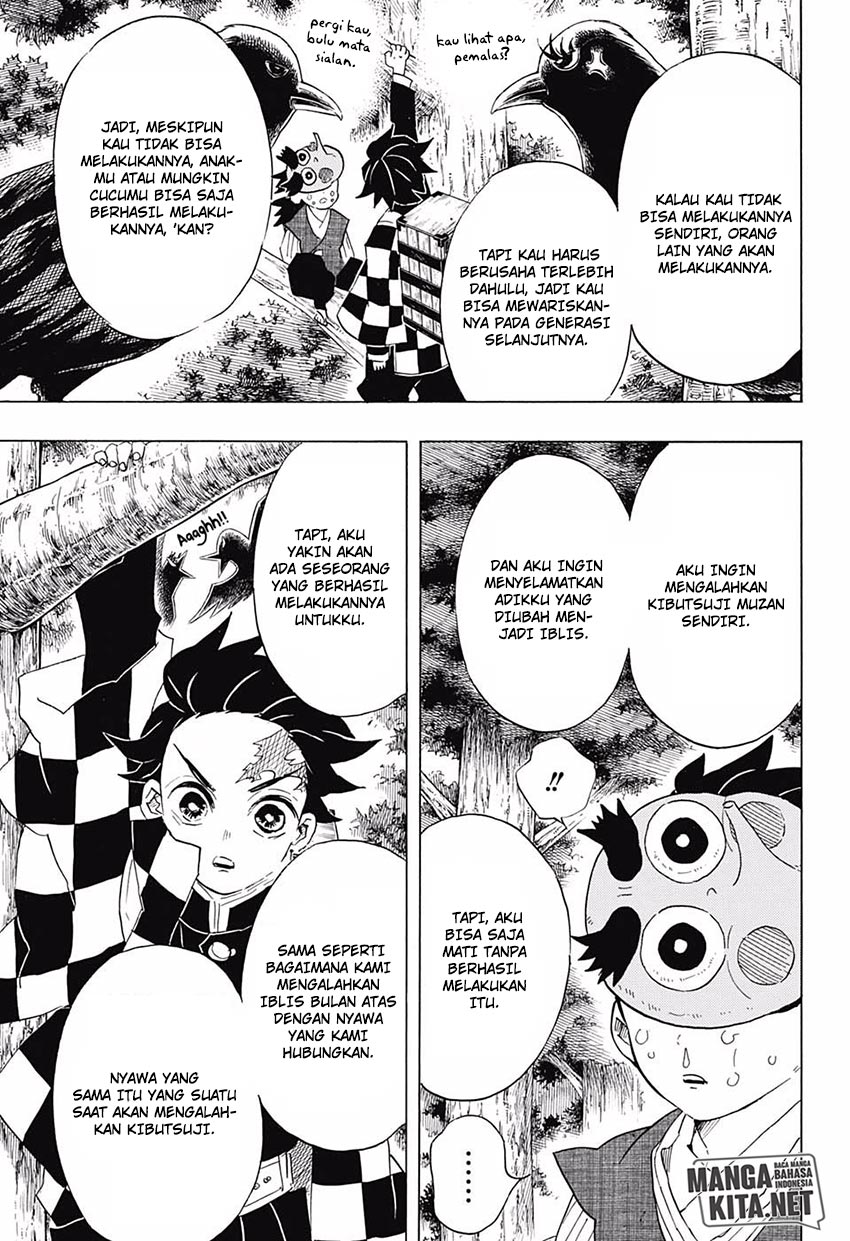 KALAU KAU TIDAK
BISA MELAKUKANNYA
SENDIRI, ORANG
LAIN YANG AKAN
MELAKUKANNYA.
TAPI KAU HARUS
BERUSAHA TERLEBIH
DAHULU, JADI KAU
BISA MEWARISKAN-
NYA PADA GENERASI
SELANJUTNYA.
kau lihat apa,
pemalas?
pergi kau,
bulu mata
sialan.
JADI, MESKIPUN
KAU TIDAK BISA
MELAKUKANNYA, ANAK-
MU ATAU MUNGKIN
CUCUMU BISA SAJA
BERHASIL MELAKU-
KANNYA, 'KAN?
AKU INGIN
MENGALAHKAN
KIBUTSUJI MUZAN
SENDIRI.
DAN AKU INGIN
MENYELAMATKAN
ADIKKU YANG
DIUBAH MEN-
JADI IBLIS.
!!
TAPI, AKU
BISA SAJA
MATI TANPA
BERHASIL
MELAKUKAN
ITU.
......
TAPI, AKU
YAKIN AKAN
ADA SESEORANG
YANG BERHASIL
MELAKUKANNYA
UNTUKKU.
Aaaghh!!
SAMA SEPERTI
BAGAIMANA KAMI
MENGALAHKAN
IBLIS BULAN ATAS
DENGAN NYAWA
YANG KAMI
HUBUNGKAN.
NYAWA YANG
SAMA ITU YANG SUATU
SAAT AKAN MENGALAH-
KAN KIBUTSUJI.
MANGA
KITA.NET
BACA MANGA
BAHASA
INDONESIA